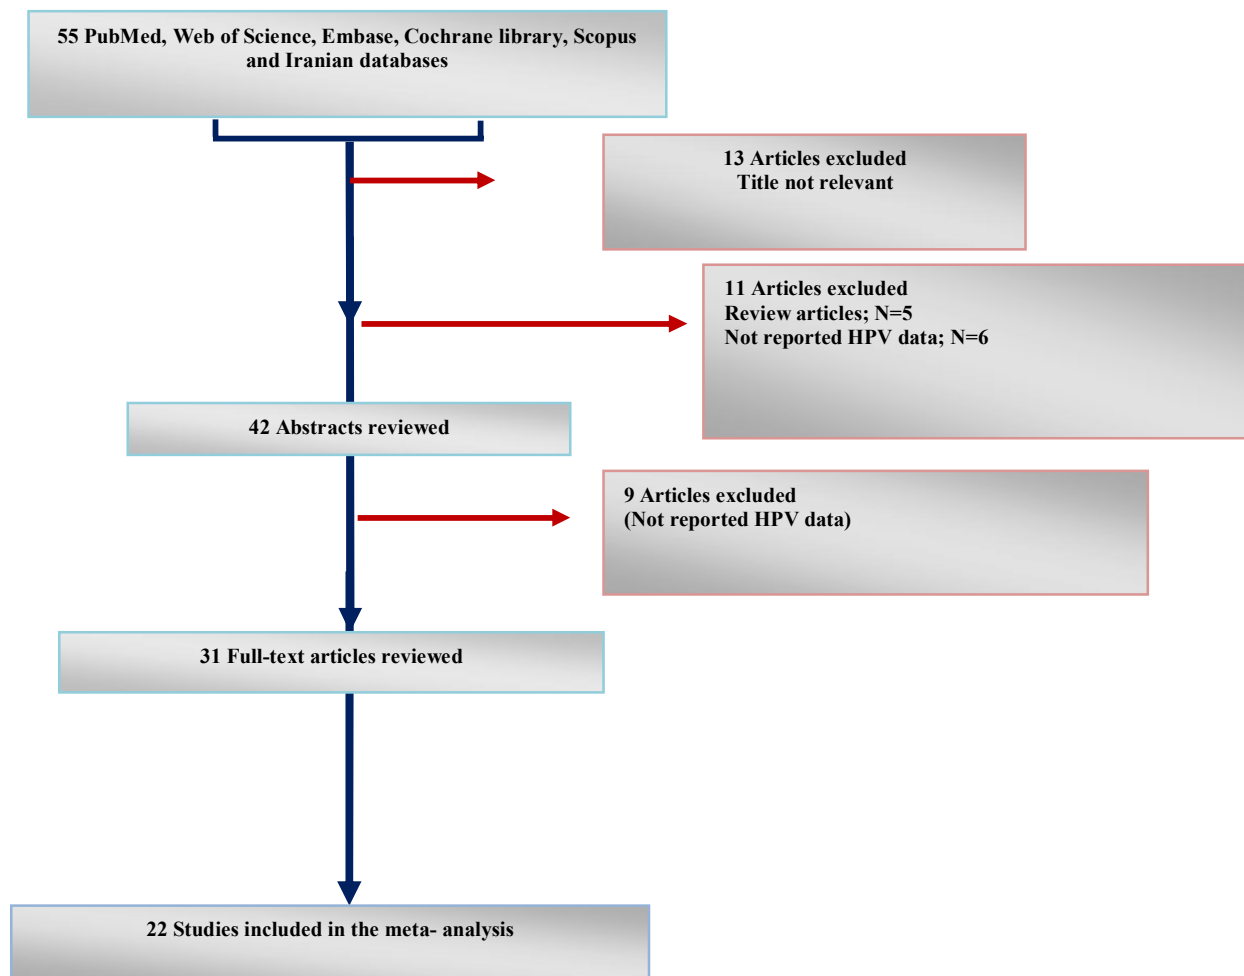 55 PubMed, Web of Science, Embase, Cochrane library, Scopus
and Iranian databases
13 Articles excluded
Title not relevant
11 Articles excluded
Review articles; N=5
Not reported HPV data; N=6
42 Abstracts reviewed
9 Articles excluded
(Not reported HPV data)
31 Full-text articles reviewed
22 Studies included in the meta- analysis